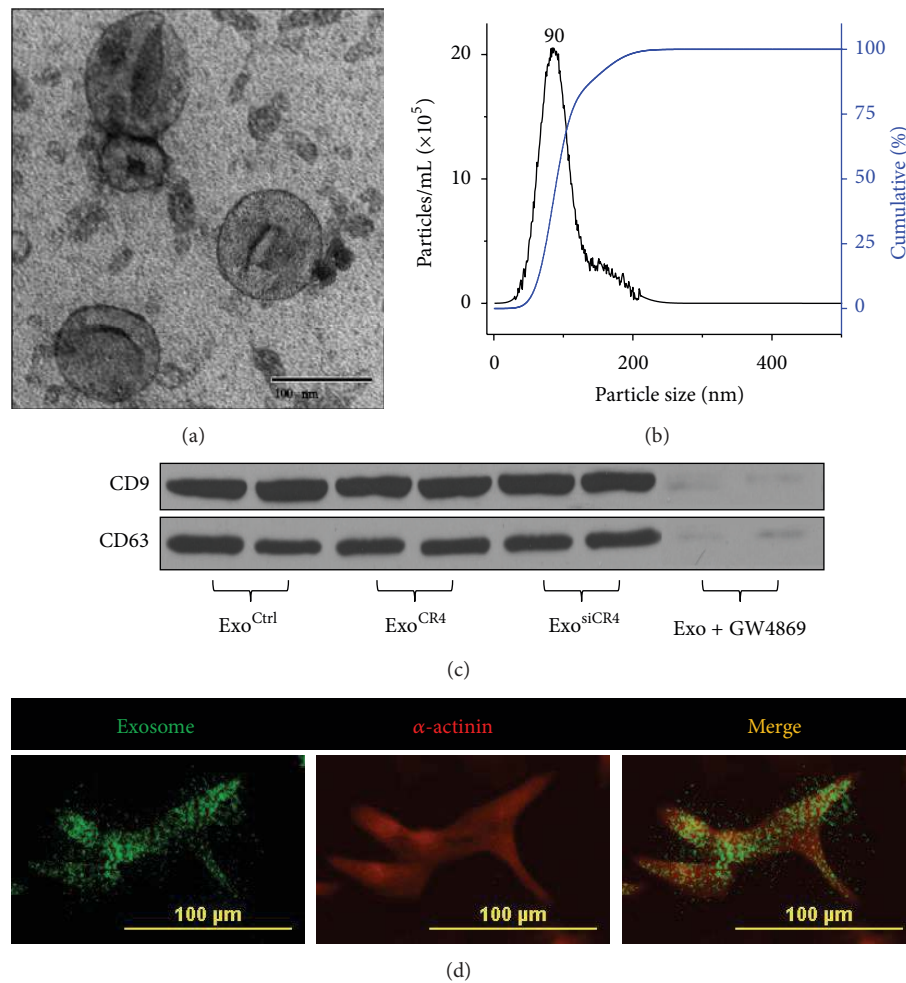 100 nm
(a)
90
20
10
0
Particles/mL (×10⁵)
100
75
50
25
0
Cumulative (%)
0 200 400
Particle size (nm)
(b)
CD9
CD63
Exo^Ctrl Exo^CR4 Exo^siCR4 Exo + GW4869
(c)
Exosome α-actinin Merge
100 µm 100 µm 100 µm
(d)